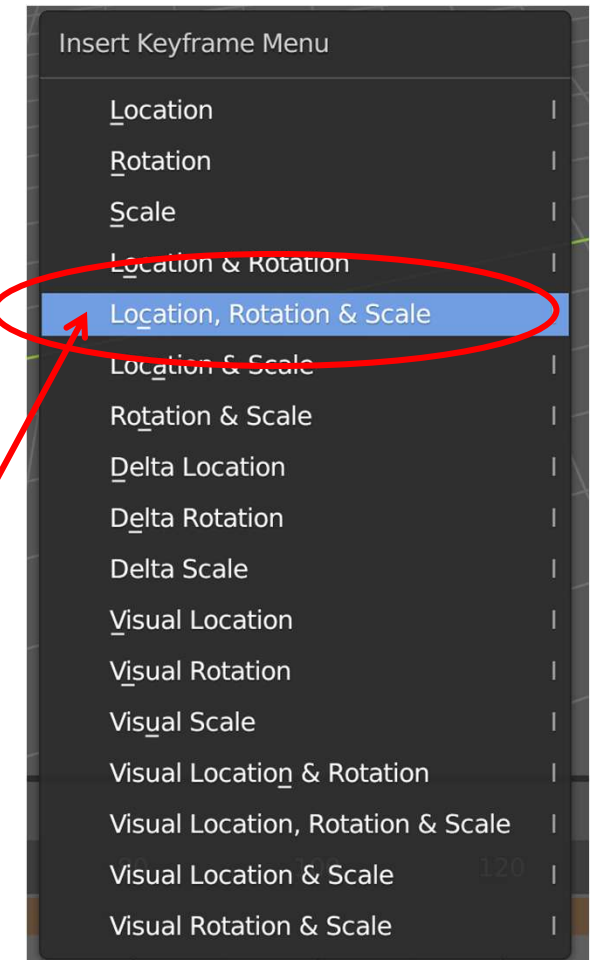 Insert Keyframe Menu
Location I
Rotation I
Scale I
Location & Rotation I
Location, Rotation & Scale
Location & Scale I
Rotation & Scale I
Delta Location I
Delta Rotation I
Delta Scale I
Visual Location I
Visual Rotation I
Visual Scale I
Visual Location & Rotation I
Visual Location, Rotation & Scale I
Visual Location & Scale I
120
Visual Rotation & Scale I